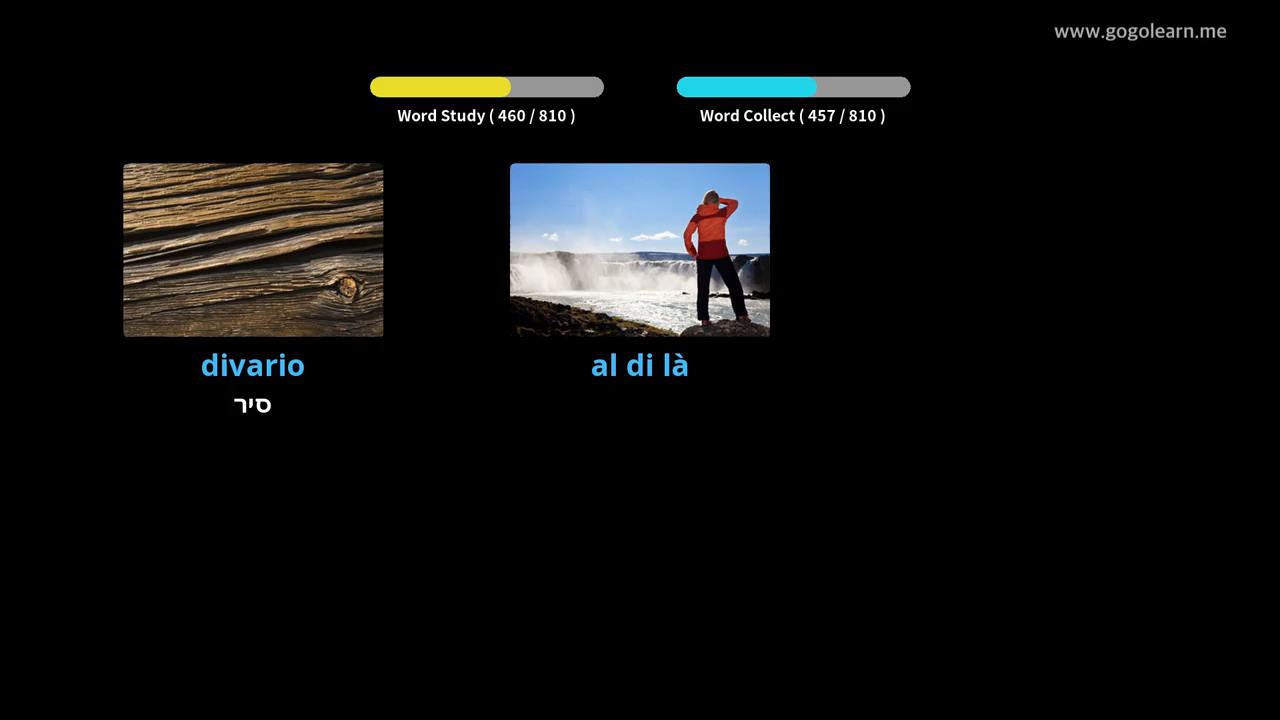 www.gogolearn.me
Word Study ( 460 / 810 )
Word Collect ( 457 / 810 )
divario
סיר
al di là